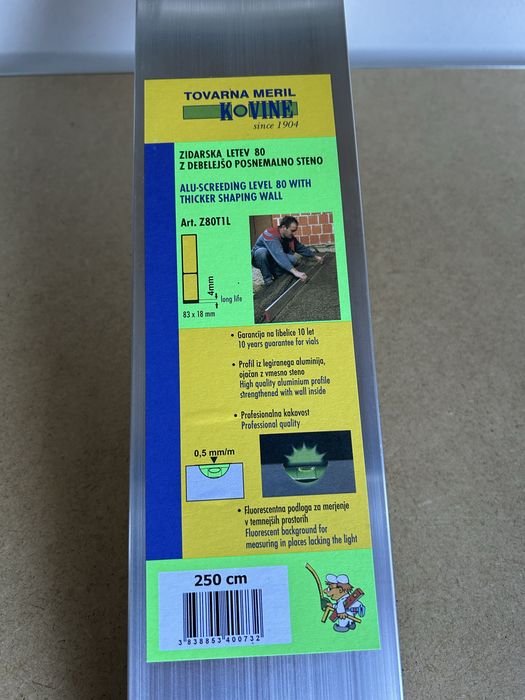 TOVARNA MERIL
KOVINE
since 1904
ZIDARSKA LETEV 80
Z DEBELEJŠO POSNEMALNO STENO
ALU-SCREEDING LEVEL 80 WITH
THICKER SHAPING WALL
Art. Z80T1L
4mm
long life
83 x 18 mm
• Garancija na libelice 10 let
10 years guarantee for vials
• Profil iz legiranega aluminija,
ojačan z vmesno steno
High quality aluminium profile
strengthened with wall inside
• Profesionalna kakovost
Professional quality
0,5 mm/m
• Fluorescentna podloga za merjenje
v temnejših prostorih
Fluorescent background for
measuring in places lacking the light
250 cm
3 838853 400732